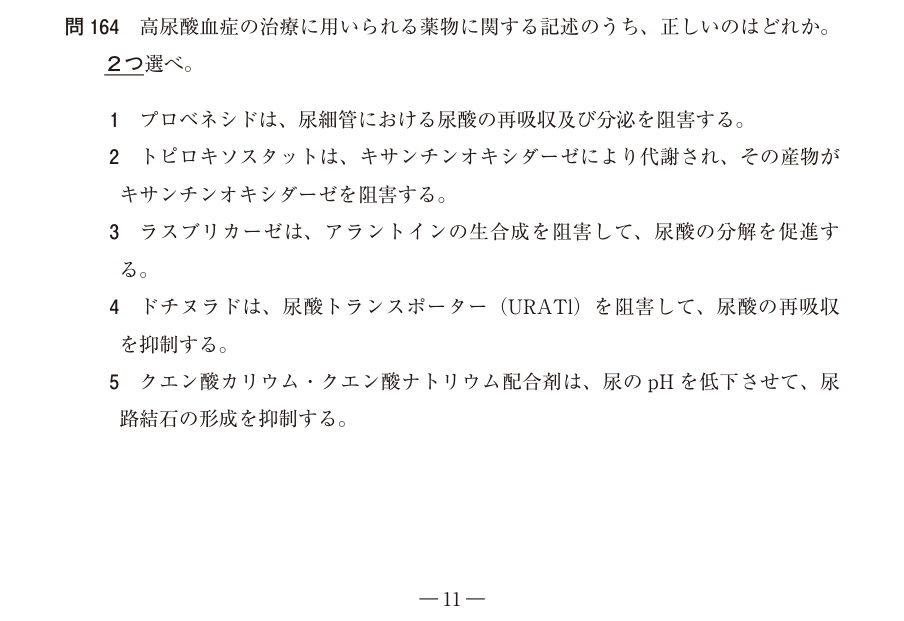 問 164　高尿酸血症の治療に用いられる薬物に関する記述のうち、正しいのはどれか。
２つ選べ。
1　プロベネシドは、尿細管における尿酸の再吸収及び分泌を阻害する。
2　トピロキソスタットは、キサンチンオキシダーゼにより代謝され、その産物が
キサンチンオキシダーゼを阻害する。
3　ラスブリカーゼは、アラントインの生合成を阻害して、尿酸の分解を促進す
る。
4　ドチヌラドは、尿酸トランスポーター（URAT1）を阻害して、尿酸の再吸収
を抑制する。
5　クエン酸カリウム・クエン酸ナトリウム配合剤は、尿の pH を低下させて、尿
路結石の形成を抑制する。
— 11 —